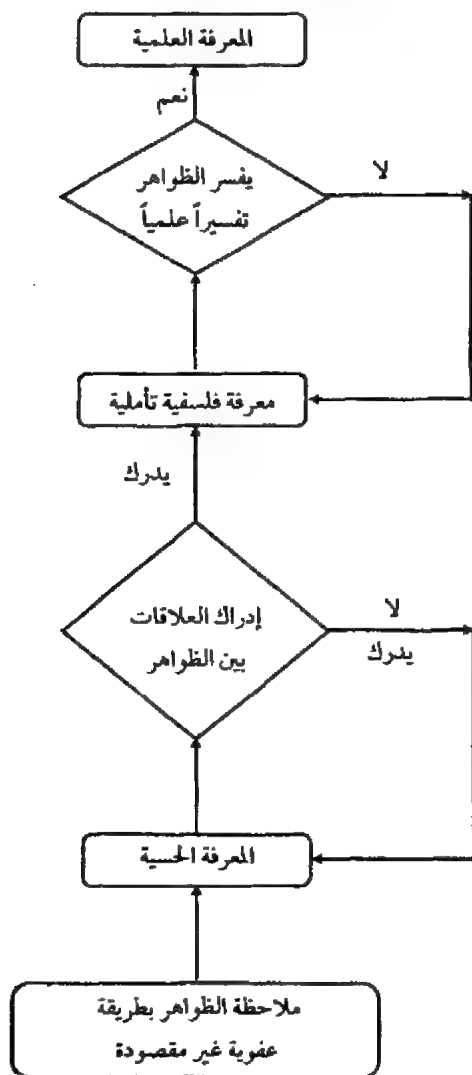 المعرفة العلمية
نعم
يفسر الظواهر
تفسيراً علمياً
لا
معرفة فلسفية تأملية
يدرك
إدراك العلاقات
بين الظواهر
لا
يدرك
المعرفة الحسية
ملاحظة الظواهر بطريقة
عفوية غير مقصودة